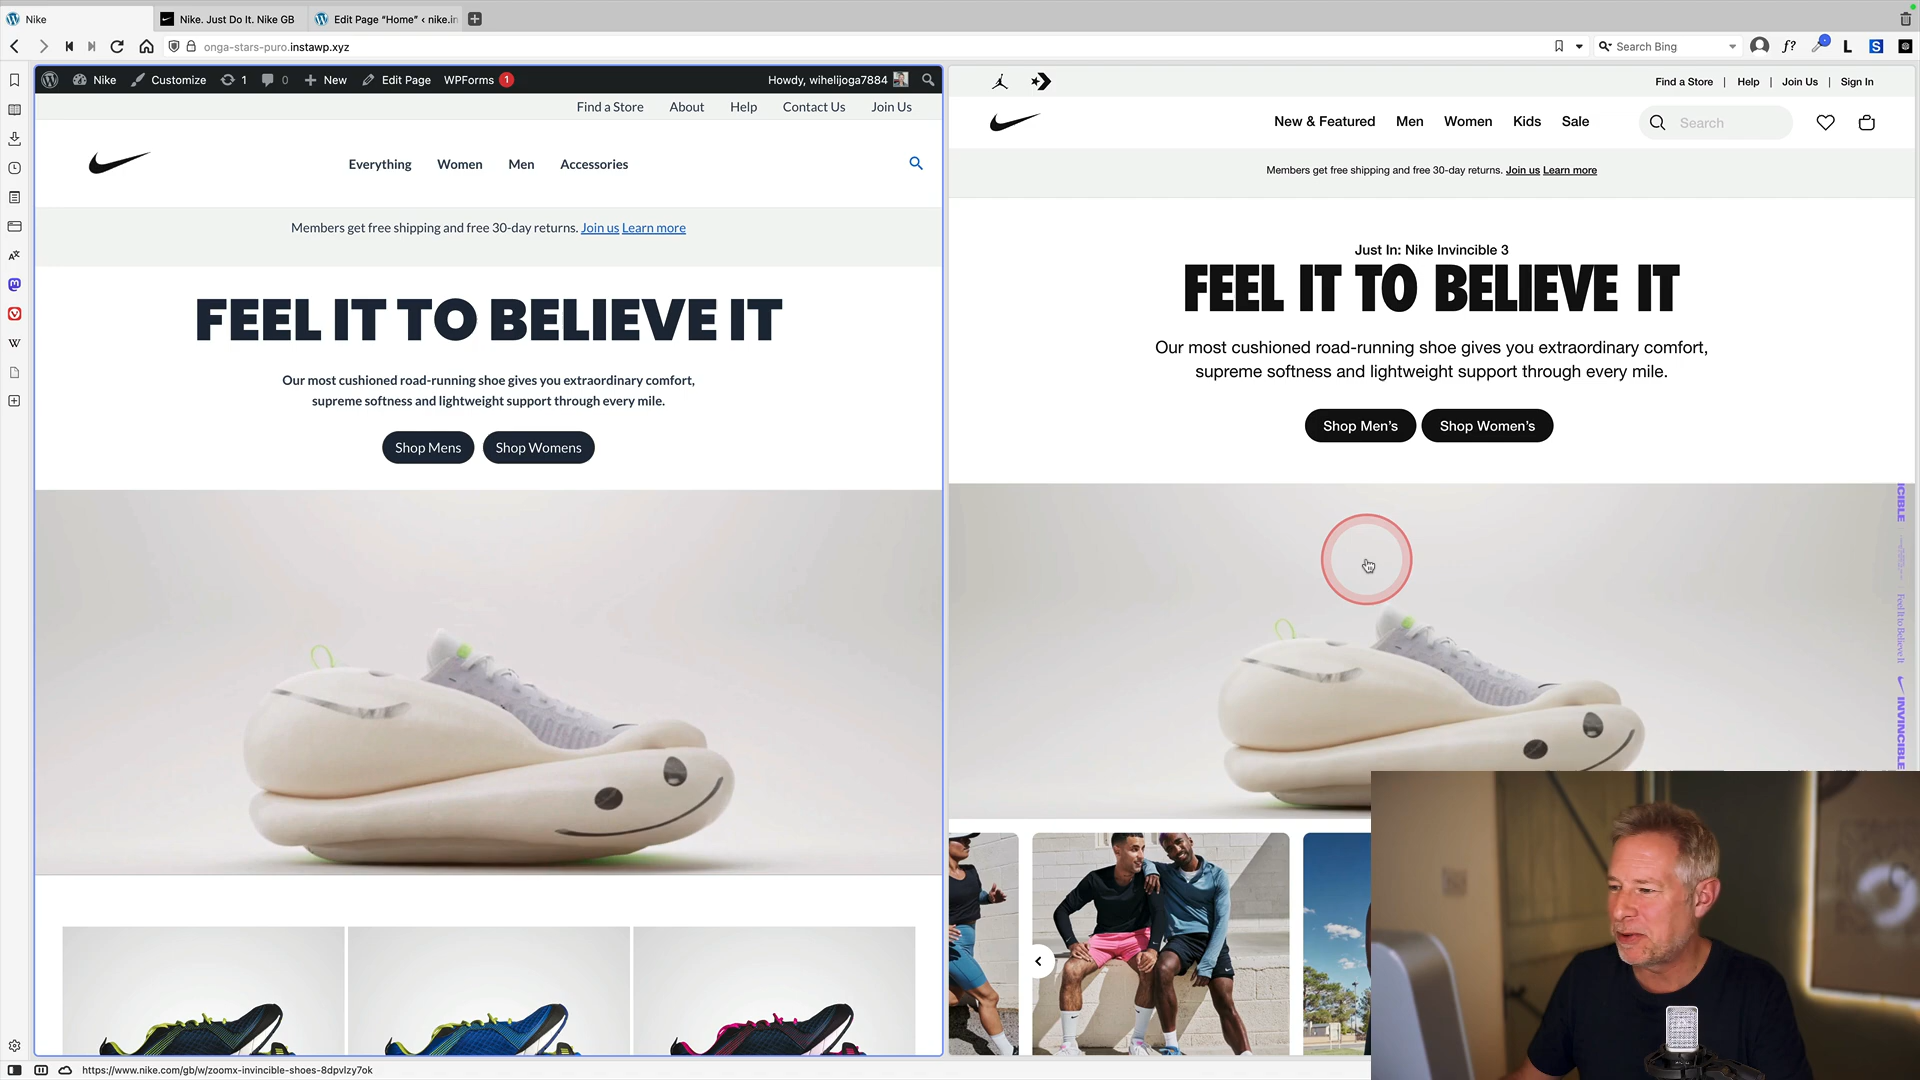 Nike
Nike. Just Do It. Nike GB
Edit Page “Home” ‹ nike.in
onga-stars-puro.instawp.xyz
Search Bing
f?
L
S
Nike
Customize
1
0
New
Edit Page
WPForms
1
Howdy, wihelijoga7884
Find a Store
About
Help
Contact Us
Join Us
Everything
Women
Men
Accessories
Members get free shipping and free 30-day returns. Join us Learn more
FEEL IT TO BELIEVE IT
Our most cushioned road-running shoe gives you extraordinary comfort,
supreme softness and lightweight support through every mile.
Shop Mens
Shop Womens
Find a Store | Help | Join Us | Sign In
New & Featured
Men
Women
Kids
Sale
Search
Members get free shipping and free 30-day returns. Join us Learn more
Just In: Nike Invincible 3
FEEL IT TO BELIEVE IT
Our most cushioned road-running shoe gives you extraordinary comfort,
supreme softness and lightweight support through every mile.
Shop Men’s
Shop Women’s
Feel It to Believe It
INVINCIBLE
https://www.nike.com/gb/w/zoomx-invincible-shoes-8dpvlzy7ok